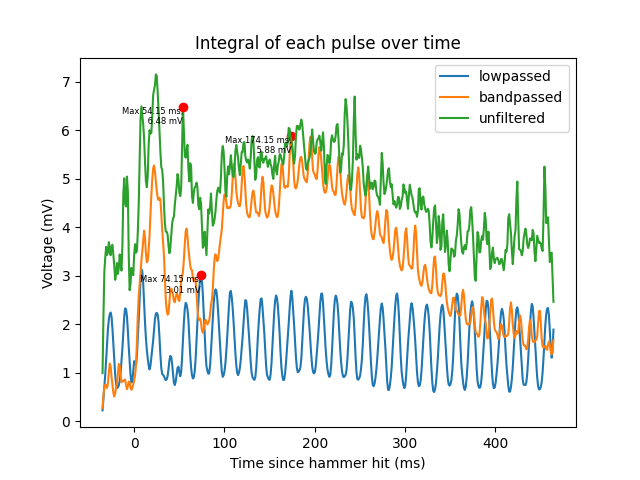 Integral of each pulse over time
lowpassed
bandpassed
unfiltered
Max 54.15 ms,
6.48 mV
Max 174.15 ms,
5.88 mV
Max 74.15 ms,
3.01 mV
Voltage (mV)
7
6
5
4
3
2
1
0
0
100
200
300
400
Time since hammer hit (ms)